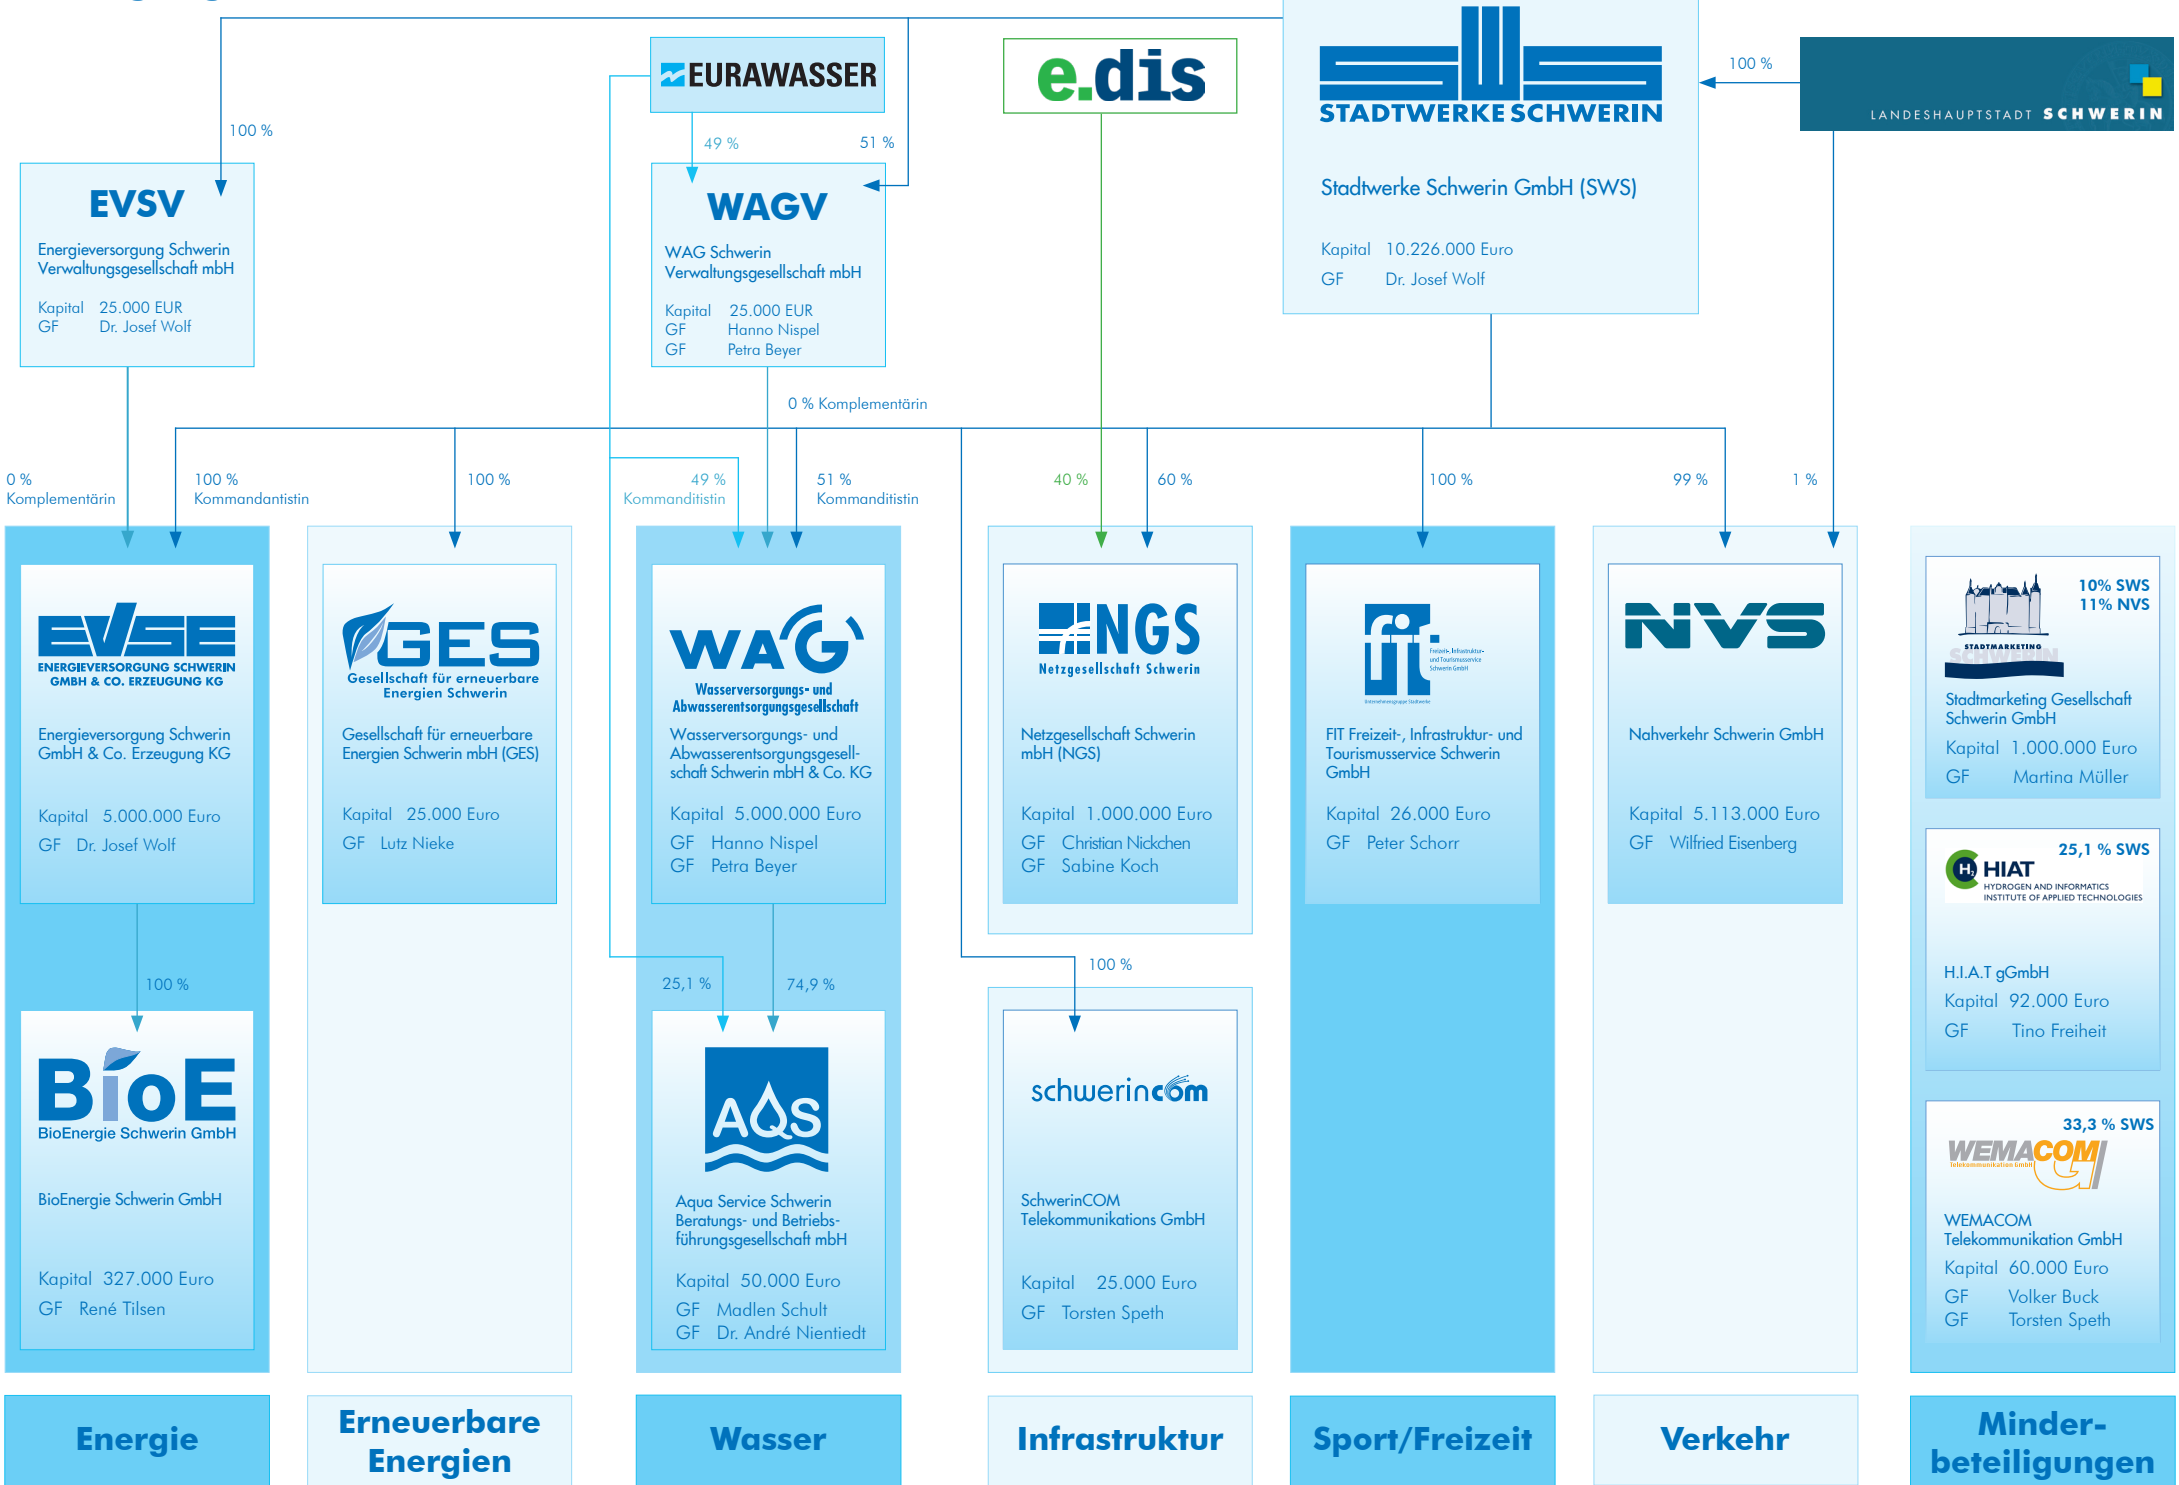 EURAWASSER
e.dis
SWS
STADTWERKE SCHWERIN
100 %
LANDESHAUPTSTADT SCHWERIN
100 %
49 %
51 %
EVSV
Energieversorgung Schwerin
Verwaltungsgesellschaft mbH
Kapital 25.000 EUR
GF Dr. Josef Wolf
WAGV
WAG Schwerin
Verwaltungsgesellschaft mbH
Kapital 25.000 EUR
GF Hanno Nispel
GF Petra Beyer
Stadtwerke Schwerin GmbH (SWS)
Kapital 10.226.000 Euro
GF Dr. Josef Wolf
0 % Komplementärin
0 %
Komplementärin
100 %
Kommandantistin
100 %
49 %
Kommanditistin
51 %
Kommanditistin
40 %
60 %
100 %
99 %
1 %
EVSE
ENERGIEVERSORGUNG SCHWERIN
GMBH & CO. ERZEUGUNG KG
Energieversorgung Schwerin
GmbH & Co. Erzeugung KG
Kapital 5.000.000 Euro
GF Dr. Josef Wolf
100 %
BioE
BioEnergie Schwerin GmbH
BioEnergie Schwerin GmbH
Kapital 327.000 Euro
GF René Tilsen
GES
Gesellschaft für erneuerbare
Energien Schwerin
Gesellschaft für erneuerbare
Energien Schwerin mbH (GES)
Kapital 25.000 Euro
GF Lutz Nieke
WAG
Wasserversorgungs- und
Abwasserentsorgungsgesellschaft
Wasserversorgungs- und
Abwasserentsorgungsgesell-
schaft Schwerin mbH & Co. KG
Kapital 5.000.000 Euro
GF Hanno Nispel
GF Petra Beyer
25,1 %
74,9 %
AQS
Aqua Service Schwerin
Beratungs- und Betriebs-
führungsgesellschaft mbH
Kapital 50.000 Euro
GF Madlen Schult
GF Dr. André Nientiedt
NGS
Netzgesellschaft Schwerin
Netzgesellschaft Schwerin
mbH (NGS)
Kapital 1.000.000 Euro
GF Christian Nickchen
GF Sabine Koch
100 %
schwerincom
SchwerinCOM
Telekommunikations GmbH
Kapital 25.000 Euro
GF Torsten Speth
fit
Freizeit-, Infrastruktur-
und Tourismusservice
Schwerin GmbH
Unternehmensgruppe Stadtwerke
FIT Freizeit-, Infrastruktur- und
Tourismusservice Schwerin
GmbH
Kapital 26.000 Euro
GF Peter Schorr
NVS
Nahverkehr Schwerin GmbH
Kapital 5.113.000 Euro
GF Wilfried Eisenberg
10% SWS
11% NVS
STADTMARKETING
SCHWERIN
Stadtmarketing Gesellschaft
Schwerin GmbH
Kapital 1.000.000 Euro
GF Martina Müller
25,1 % SWS
H2 HIAT
HYDROGEN AND INFORMATICS
INSTITUTE OF APPLIED TECHNOLOGIES
H.I.A.T gGmbH
Kapital 92.000 Euro
GF Tino Freiheit
33,3 % SWS
WEMACOM
Telekommunikation GmbH
WEMACOM
Telekommunikation GmbH
Kapital 60.000 Euro
GF Volker Buck
GF Torsten Speth
Energie
Erneuerbare
Energien
Wasser
Infrastruktur
Sport/Freizeit
Verkehr
Minder-
beteiligungen